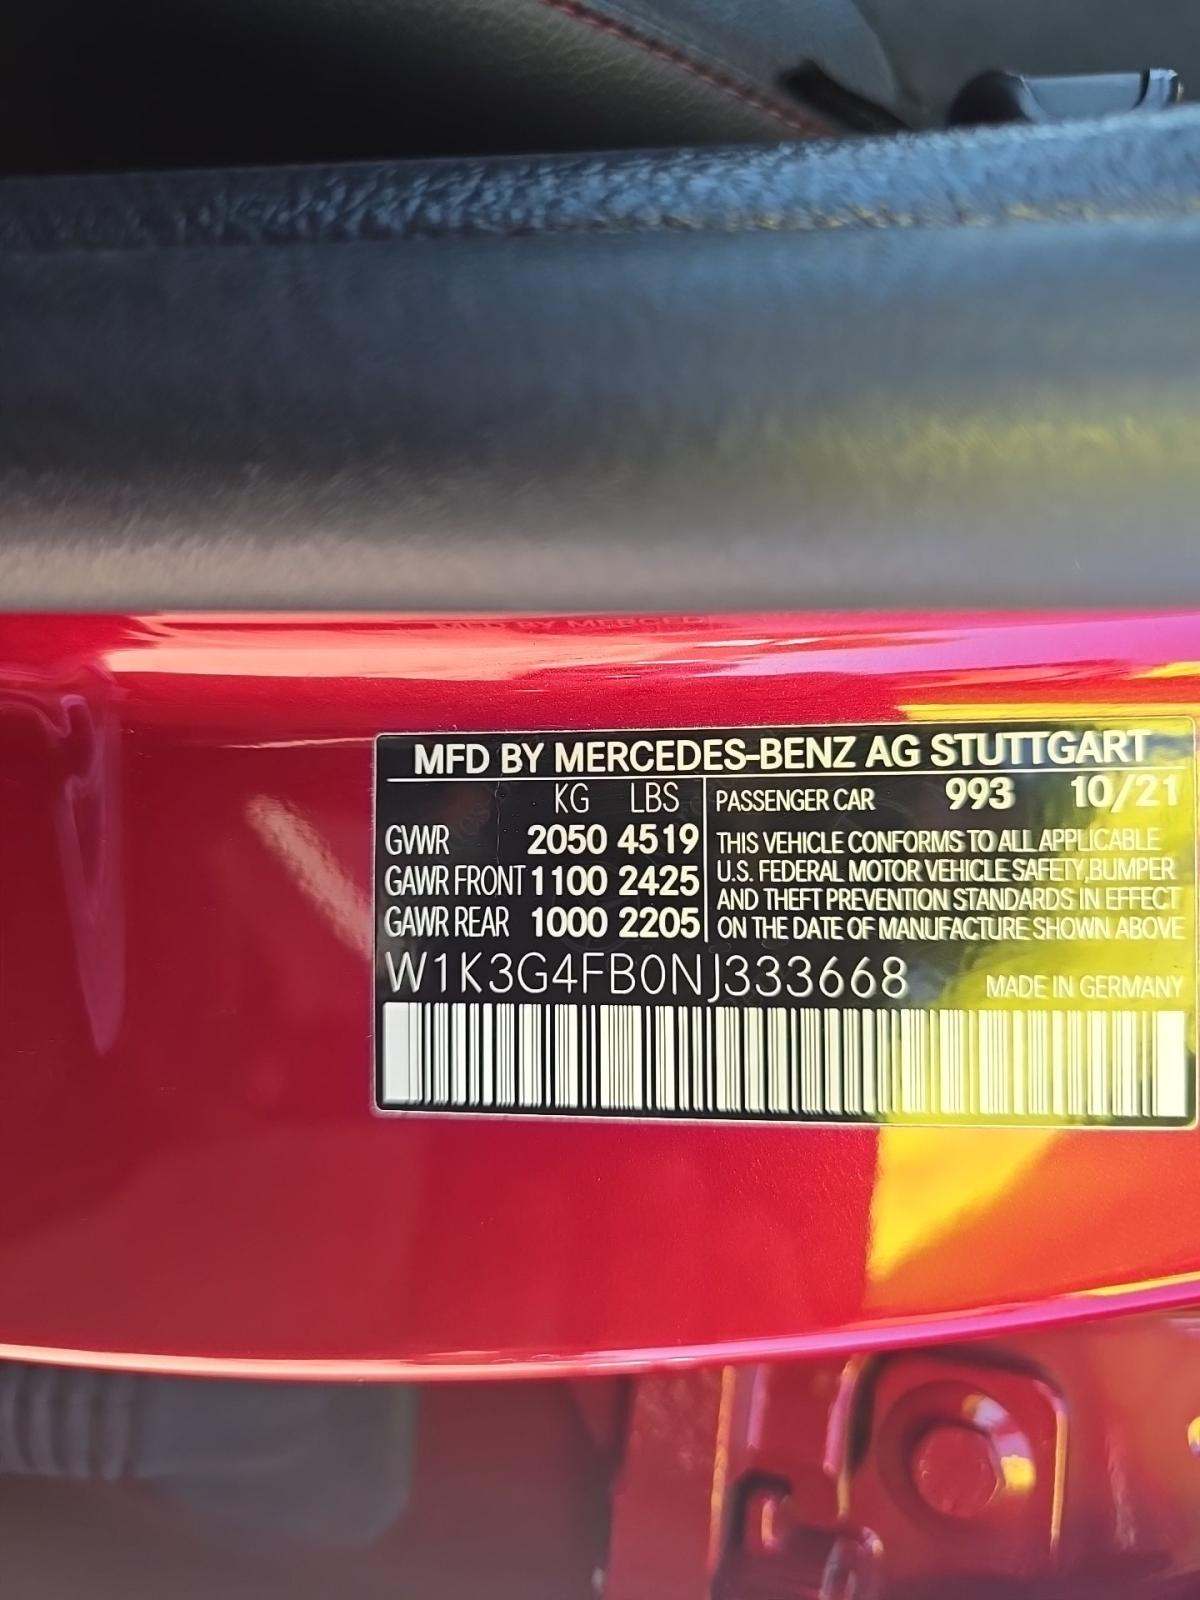 MFD BY MERCEDES-BENZ AG STUTTGART
KG LBS
GVWR 2050 4519
GAWR FRONT 1100 2425
GAWR REAR 1000 2205
PASSENGER CAR 993 10/21
THIS VEHICLE CONFORMS TO ALL APPLICABLE
U.S. FEDERAL MOTOR VEHICLE SAFETY, BUMPER
AND THEFT PREVENTION STANDARDS IN EFFECT
ON THE DATE OF MANUFACTURE SHOWN ABOVE
W1K3G4FB0NJ333668
MADE IN GERMANY